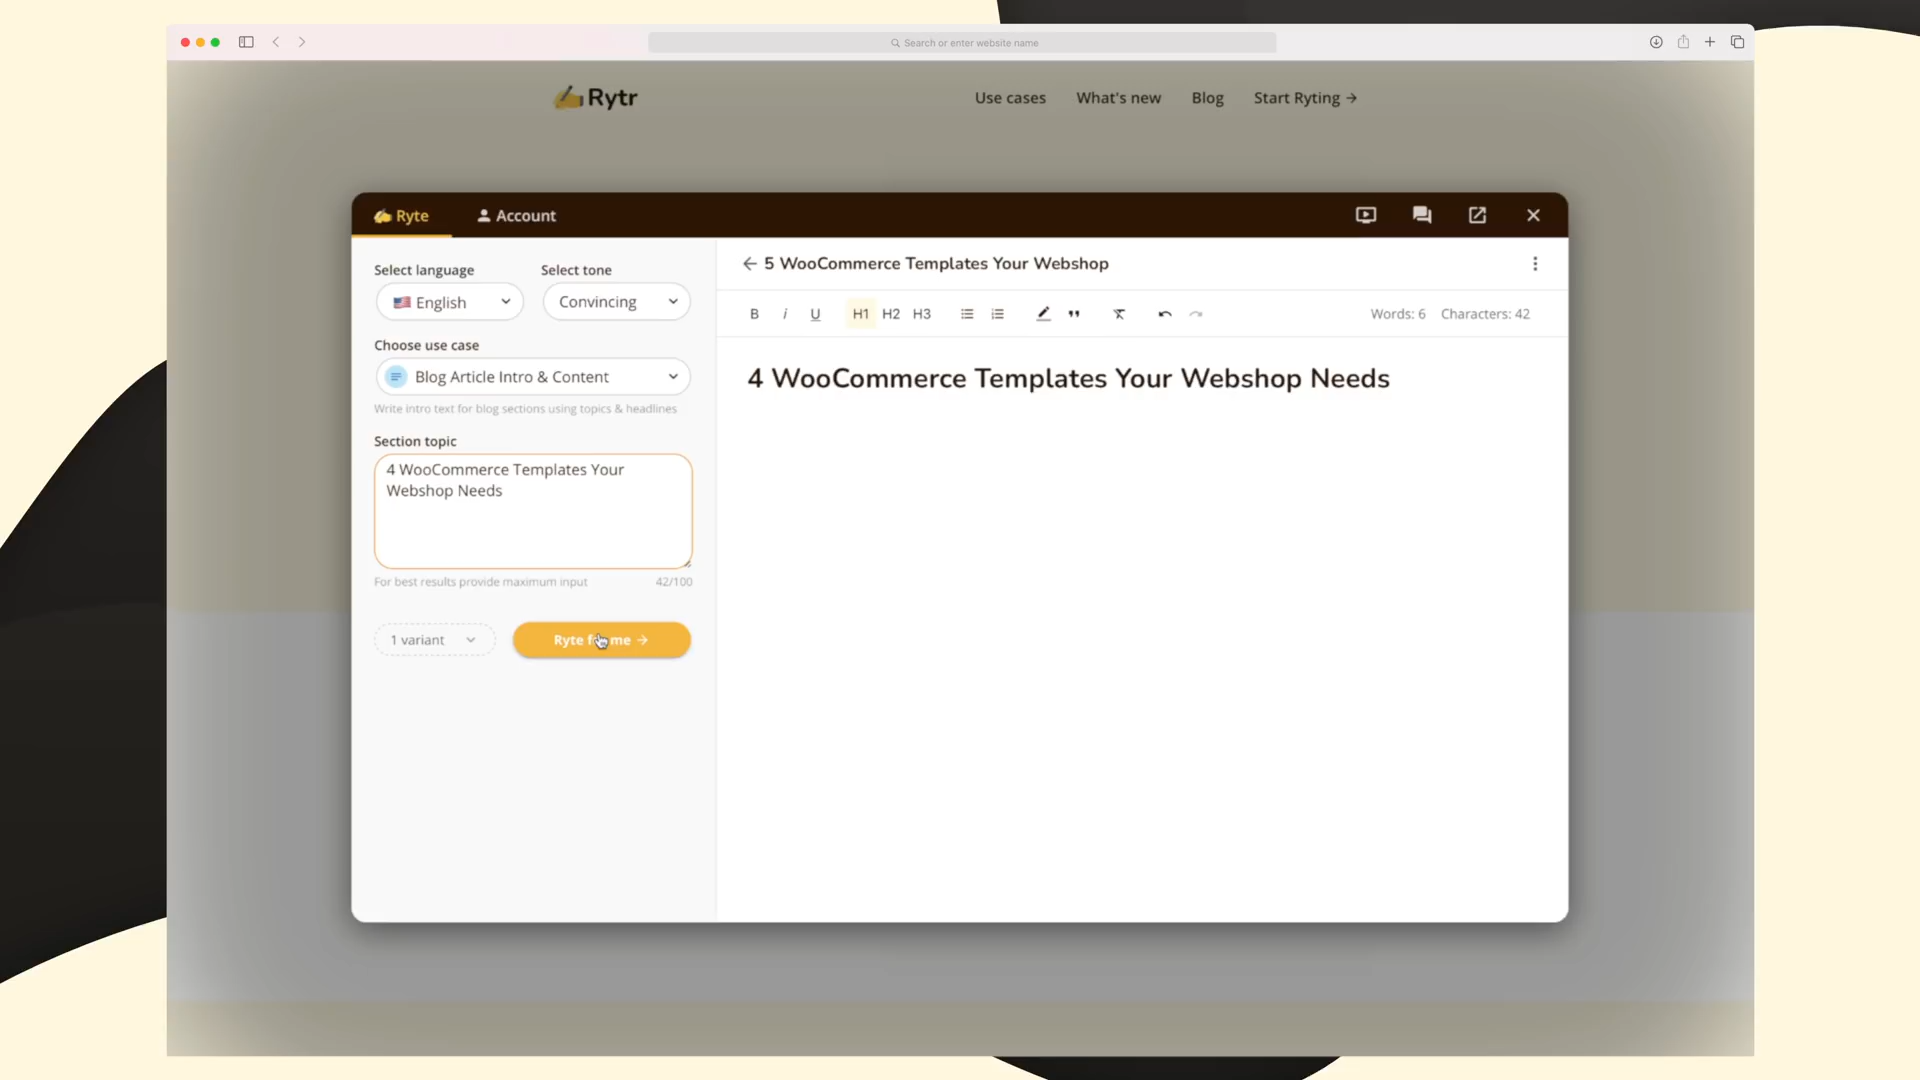 Search or enter website name
Rytr
Use cases
What's new
Blog
Start Ryting →
Ryte
Account
Select language
Select tone
English
Convincing
Choose use case
Blog Article Intro & Content
Write intro text for blog sections using topics & headlines
Section topic
4 WooCommerce Templates Your
Webshop Needs
For best results provide maximum input
42/100
1 variant
Ryte me →
← 5 WooCommerce Templates Your Webshop
B i U H1 H2 H3
Words: 6 Characters: 42
4 WooCommerce Templates Your Webshop Needs